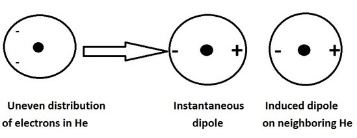 -
-
- +
- +
Uneven distribution
of electrons in He
Instantaneous
dipole
Induced dipole
on neighboring He